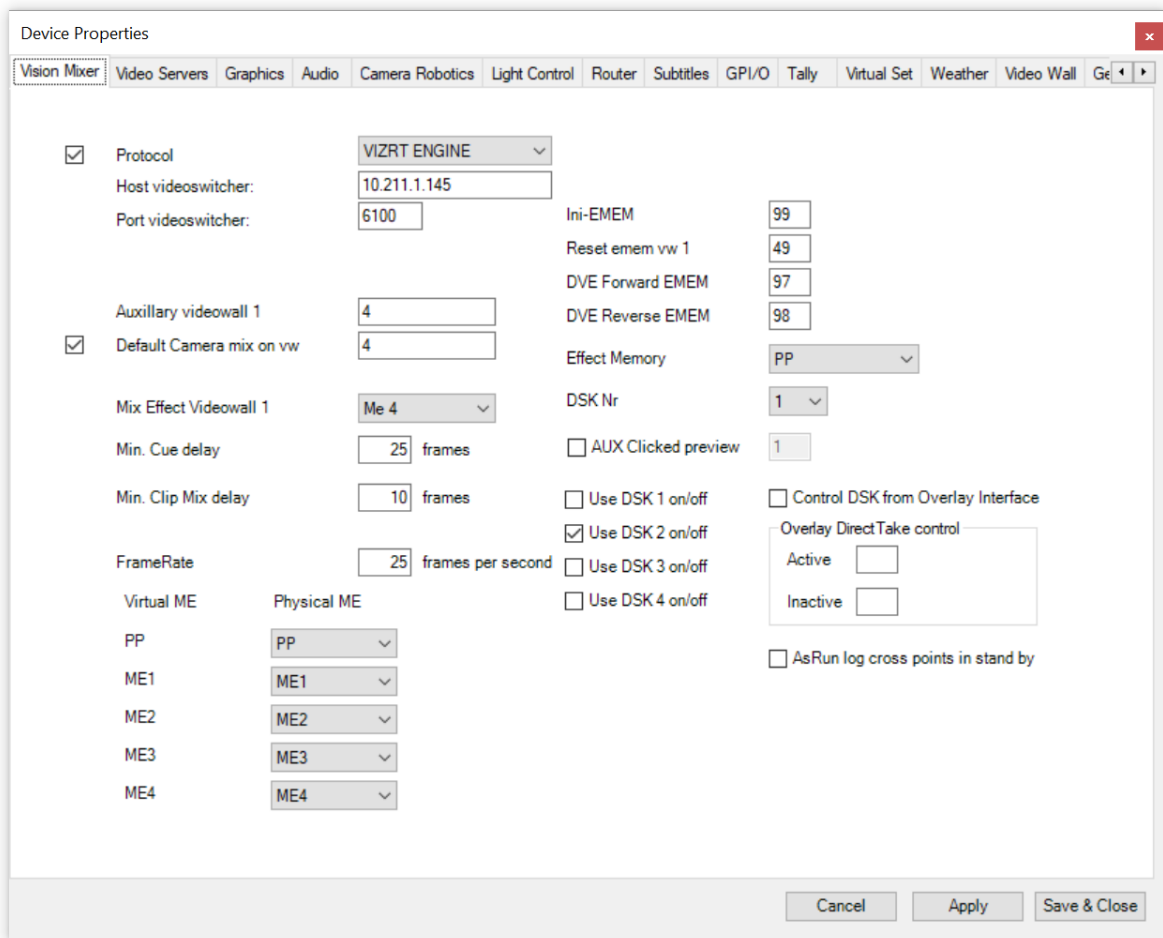 Device Properties
x
Vision Mixer Video Servers Graphics Audio Camera Robotics Light Control Router Subtitles GPI/O Tally Virtual Set Weather Video Wall Ge
Protocol VIZRT ENGINE
Host videoswitcher: 10.211.1.145
Port videoswitcher: 6100
Ini-EMEM 99
Reset emem vw 1 49
DVE Forward EMEM 97
Auxillary videowall 1 4
DVE Reverse EMEM 98
Default Camera mix on vw 4
Effect Memory PP
Mix Effect Videowall 1 Me 4
DSK Nr 1
Min. Cue delay 25 frames
AUX Clicked preview 1
Min. Clip Mix delay 10 frames
Use DSK 1 on/off
Control DSK from Overlay Interface
Use DSK 2 on/off
Overlay DirectTake control
FrameRate 25 frames per second
Use DSK 3 on/off
Active
Virtual ME Physical ME
Use DSK 4 on/off
Inactive
PP PP
AsRun log cross points in stand by
ME1 ME1
ME2 ME2
ME3 ME3
ME4 ME4
Cancel Apply Save & Close